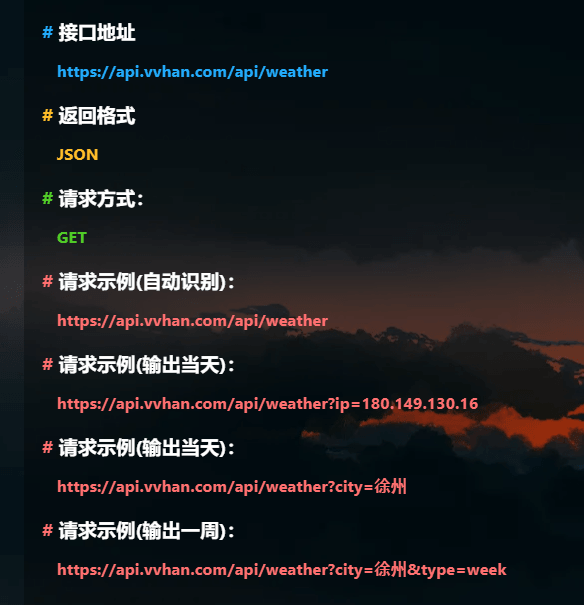 # 接口地址
https://api.vvhan.com/api/weather
# 返回格式
JSON
# 请求方式：
GET
# 请求示例(自动识别)：
https://api.vvhan.com/api/weather
# 请求示例(输出当天)：
https://api.vvhan.com/api/weather?ip=180.149.130.16
# 请求示例(输出当天)：
https://api.vvhan.com/api/weather?city=徐州
# 请求示例(输出一周)：
https://api.vvhan.com/api/weather?city=徐州&type=week